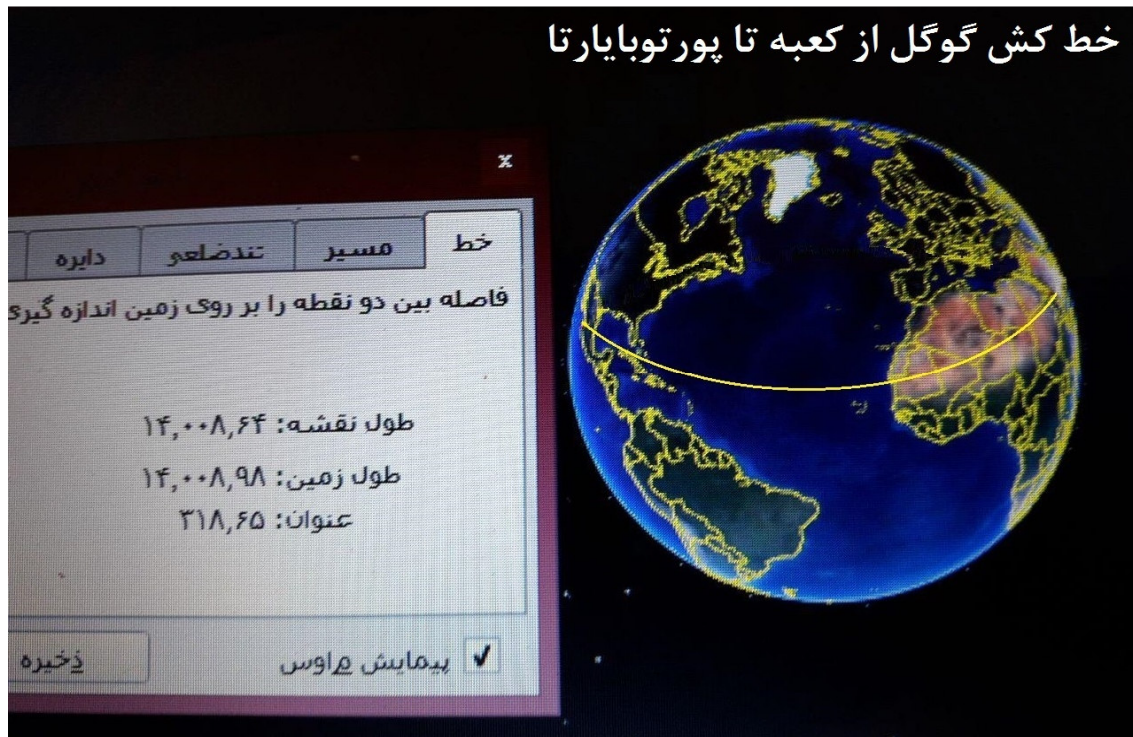 خط کش گوگل از کعبه تا پورتوبایارتا
x
خط مسیر تندضلعی دایره
فاصله بین دو نقطه را بر روی زمین اندازه گیری
طول نقشه: ۱۴,۰۰۸,۶۴
طول زمین: ۱۴,۰۰۸,۹۸
عنوان: ۳۱۸,۶۵
پیمایش ماوس ذخیره